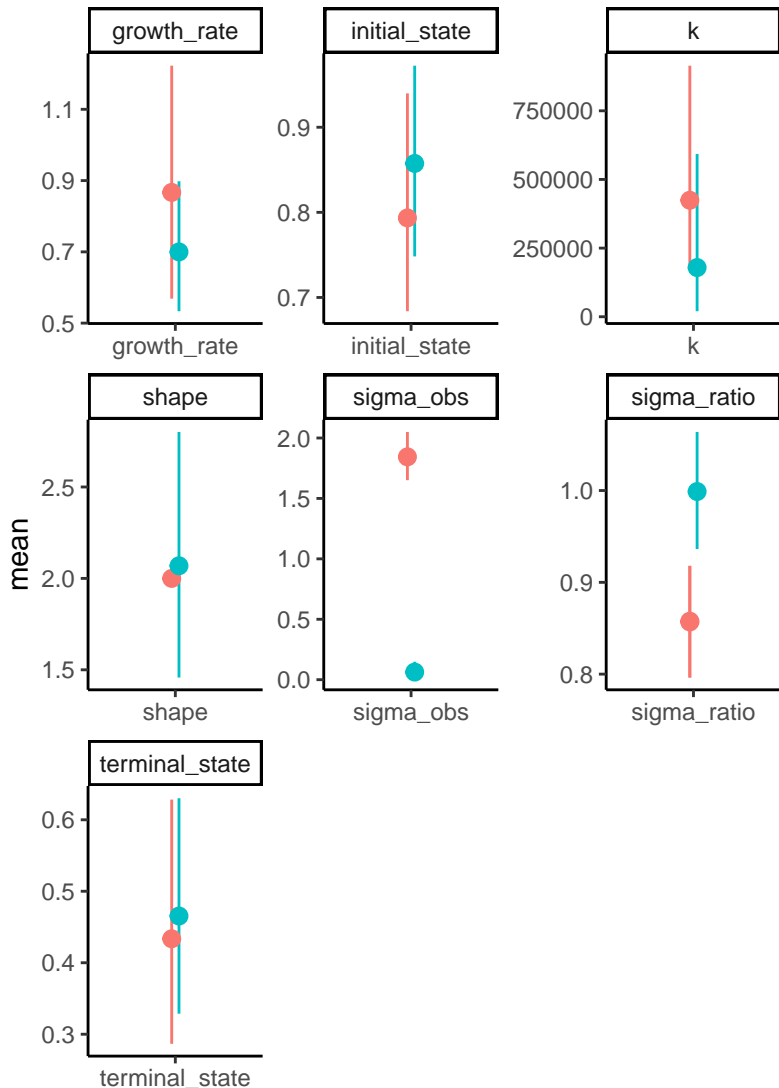 growth_rate
initial_state
k
1.1
0.9
0.7
0.5
0.9
0.8
0.7
750000
500000
250000
0
growth_rate
initial_state
k
shape
sigma_obs
sigma_ratio
mean
2.5
2.0
1.5
2.0
1.5
1.0
0.5
0.0
1.0
0.9
0.8
shape
sigma_obs
sigma_ratio
terminal_state
0.6
0.5
0.4
0.3
terminal_state